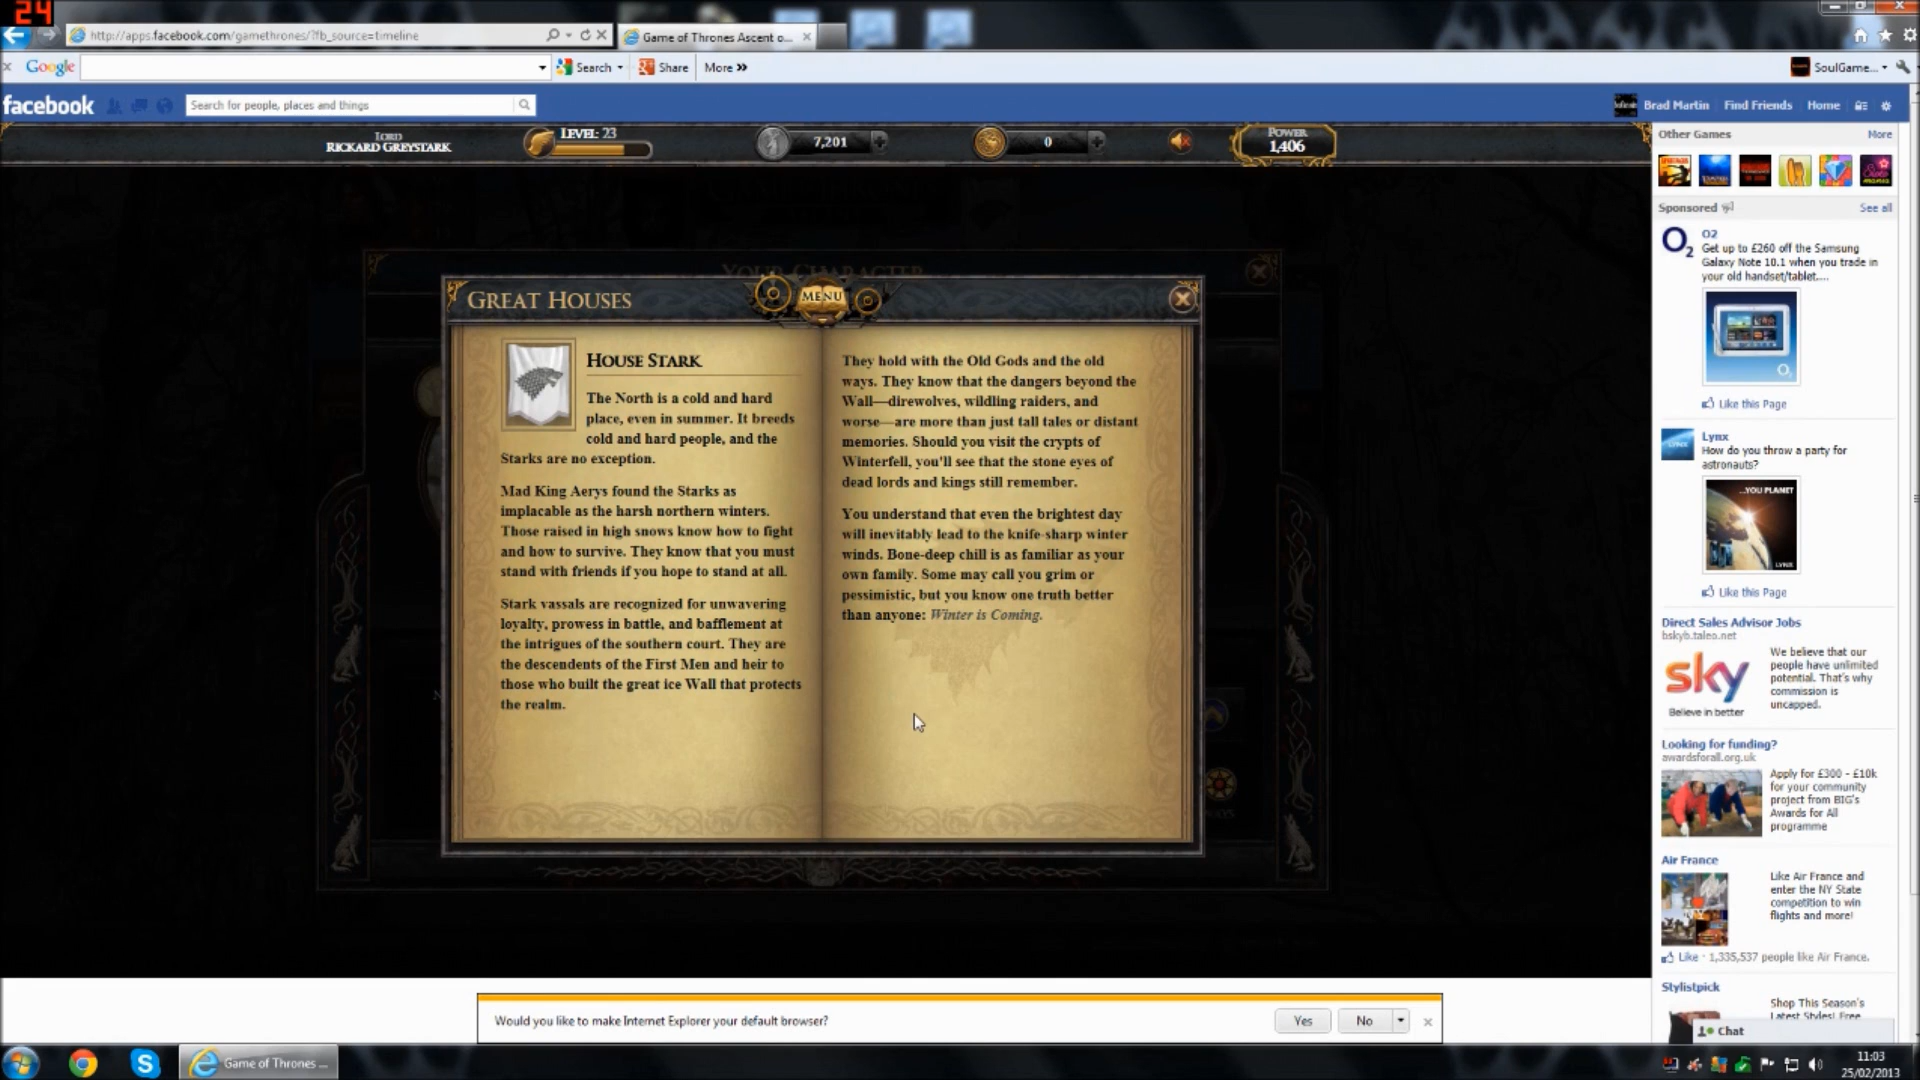 24
http://apps.facebook.com/gamethrones/?fb_source=timeline
Game of Thrones Ascent o...
Google
Search
Share
More »
SoulGame...
facebook
Search for people, places and things
Brad Martin
Find Friends
Home
LORD
RICKARD GREYSTARK
LEVEL: 23
7,201
0
POWER
1,406
YOUR CHARACTER
GREAT HOUSES
MENU
HOUSE STARK
The North is a cold and hard
place, even in summer. It breeds
cold and hard people, and the
Starks are no exception.
Mad King Aerys found the Starks as
implacable as the harsh northern winters.
Those raised in high snows know how to fight
and how to survive. They know that you must
stand with friends if you hope to stand at all.
Stark vassals are recognized for unwavering
loyalty, prowess in battle, and bafflement at
the intrigues of the southern court. They are
the descendents of the First Men and heir to
those who built the great ice Wall that protects
the realm.
They hold with the Old Gods and the old
ways. They know that the dangers beyond the
Wall—direwolves, wildling raiders, and
worse—are more than just tall tales or distant
memories. Should you visit the crypts of
Winterfell, you'll see that the stone eyes of
dead lords and kings still remember.
You understand that even the brightest day
will inevitably lead to the knife-sharp winter
winds. Bone-deep chill is as familiar as your
own family. Some may call you grim or
pessimistic, but you know one truth better
than anyone: Winter is Coming.
Other Games
More
Sponsored
See all
O2
O2
Get up to £260 off the Samsung
Galaxy Note 10.1 when you trade in
your old handset/tablet....
Like this Page
LYNX
Lynx
How do you throw a party for
astronauts?
...YOU PLANET
LYNX
Like this Page
Direct Sales Advisor Jobs
bskyb.taleo.net
sky
Believe in better
We believe that our
people have unlimited
potential. That's why
commission is
uncapped.
Looking for funding?
awardsforall.org.uk
Apply for £300 - £10k
for your community
project from BIG's
Awards for All
programme
Air France
Like Air France and
enter the NY State
competition to win
flights and more!
Like · 1,335,537 people like Air France.
Stylistpick
Shop This Season's
Latest Styles! Free
Chat
Would you like to make Internet Explorer your default browser?
Yes
No
Game of Thrones ...
11:03
25/02/2013